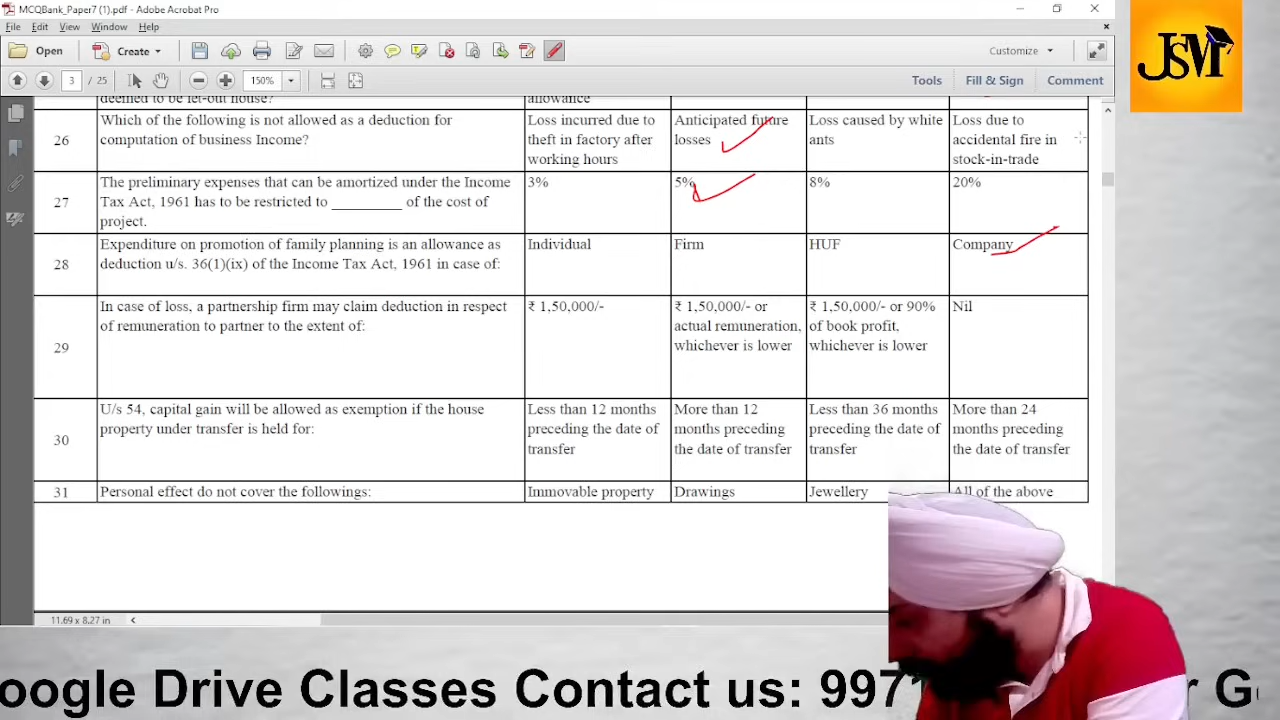 MCQBank_Paper7 (1).pdf - Adobe Acrobat Pro
File Edit View Window Help
Open Create Customize
3 / 25 150% Tools Fill & Sign Comment
JSM
deemed to be let-out house? allowance
26 Which of the following is not allowed as a deduction for computation of business Income? Loss incurred due to theft in factory after working hours Anticipated future losses Loss caused by white ants Loss due to accidental fire in stock-in-trade
27 The preliminary expenses that can be amortized under the Income Tax Act, 1961 has to be restricted to _________ of the cost of project. 3% 5% 8% 20%
28 Expenditure on promotion of family planning is an allowance as deduction u/s. 36(1)(ix) of the Income Tax Act, 1961 in case of: Individual Firm HUF Company
29 In case of loss, a partnership firm may claim deduction in respect of remuneration to partner to the extent of: ₹ 1,50,000/- ₹ 1,50,000/- or actual remuneration, whichever is lower ₹ 1,50,000/- or 90% of book profit, whichever is lower Nil
30 U/s 54, capital gain will be allowed as exemption if the house property under transfer is held for: Less than 12 months preceding the date of transfer More than 12 months preceding the date of transfer Less than 36 months preceding the date of transfer More than 24 months preceding the date of transfer
31 Personal effect do not cover the followings: Immovable property Drawings Jewellery All of the above
11.69 x 8.27 in
oogle Drive Classes Contact us: 9971